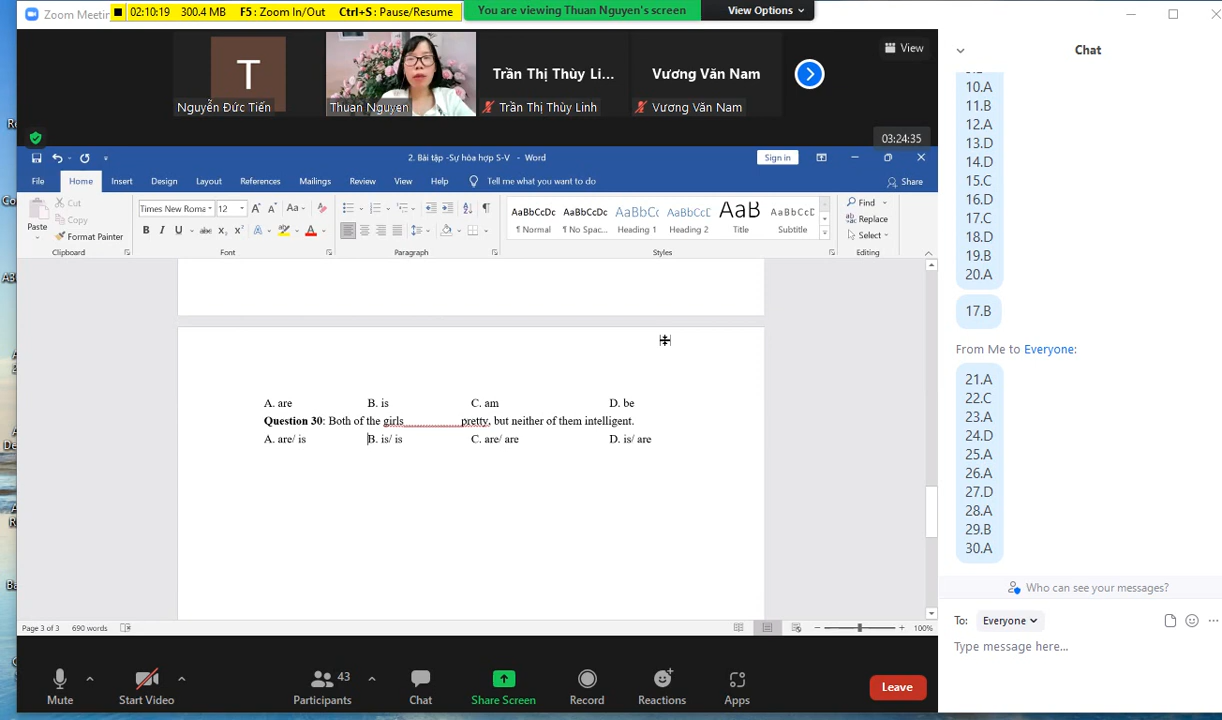 Zoom Meetin
02:10:19 300.4 MB F5 : Zoom In/Out Ctrl+S : Pause/Resume
You are viewing Thuan Nguyen's screen
View Options
T
Nguyễn Đức Tiến
Thuan Nguyen
Trần Thị Thùy Li...
Trần Thị Thùy Linh
Vương Văn Nam
Vương Văn Nam
View
03:24:35
2. Bài tập -Sự hòa hợp S-V - Word
Sign in
File Home Insert Design Layout References Mailings Review View Help Tell me what you want to do Share
Paste
Cut
Copy
Format Painter
Clipboard
Times New Roma 12
Font
Paragraph
AaBbCcDc AaBbCcDc AaBbCc AaBbCcD AaB AaBbCcD
¶ Normal ¶ No Spac... Heading 1 Heading 2 Title Subtitle
Styles
Find
Replace
Select
Editing
A. are B. is C. am D. be
Question 30: Both of the girls__________pretty, but neither of them intelligent.
A. are/ is B. is/ is C. are/ are D. is/ are
Page 3 of 3 690 words 100%
Mute
Start Video
Participants 43
Chat
Share Screen
Record
Reactions
Apps
Leave
Chat
10.A
11.B
12.A
13.D
14.D
15.C
16.D
17.C
18.D
19.B
20.A
17.B
From Me to Everyone:
21.A
22.C
23.A
24.D
25.A
26.A
27.D
28.A
29.B
30.A
Who can see your messages?
To: Everyone
Type message here...